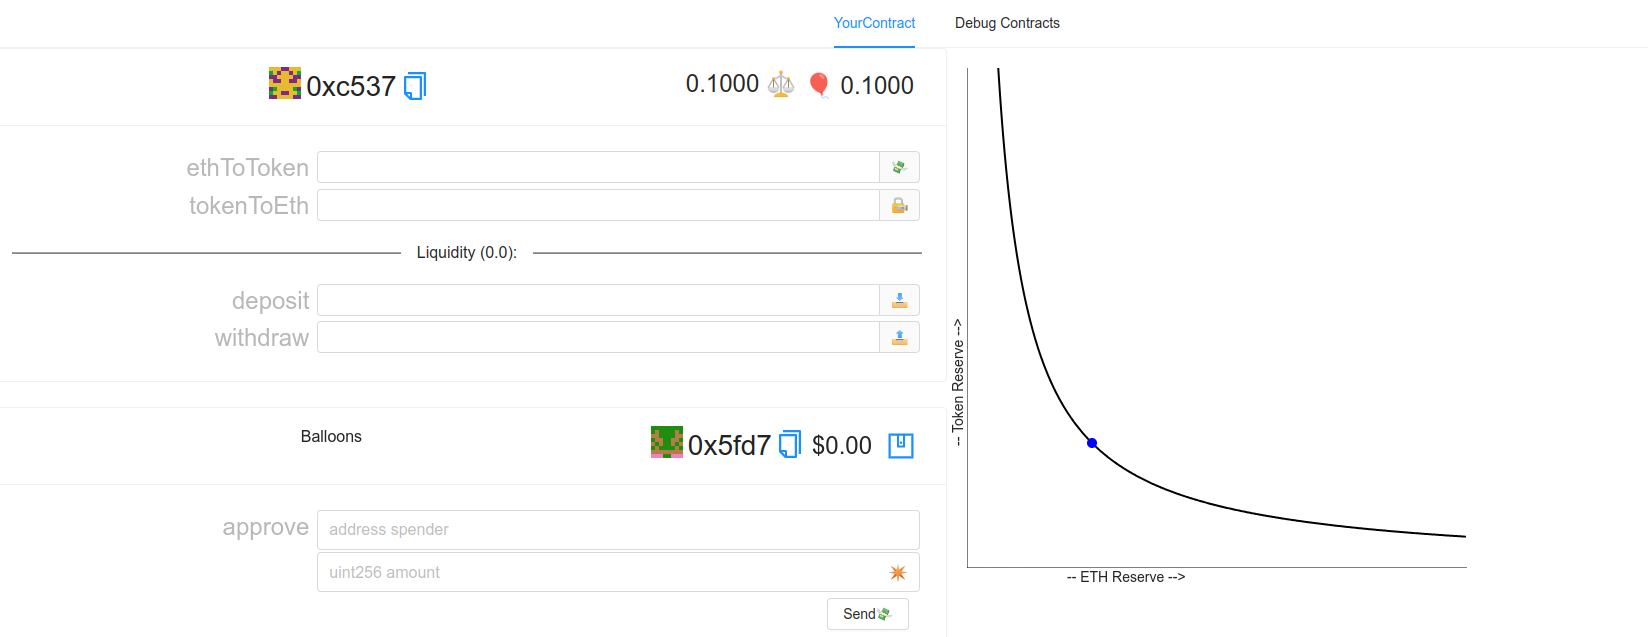 YourContract Debug Contracts
0xc537 0.1000 0.1000
ethToToken
tokenToEth
Liquidity (0.0):
deposit
withdraw
Balloons 0x5fd7 $0.00
approve address spender
uint256 amount
Send
-- Token Reserve -->
-- ETH Reserve -->